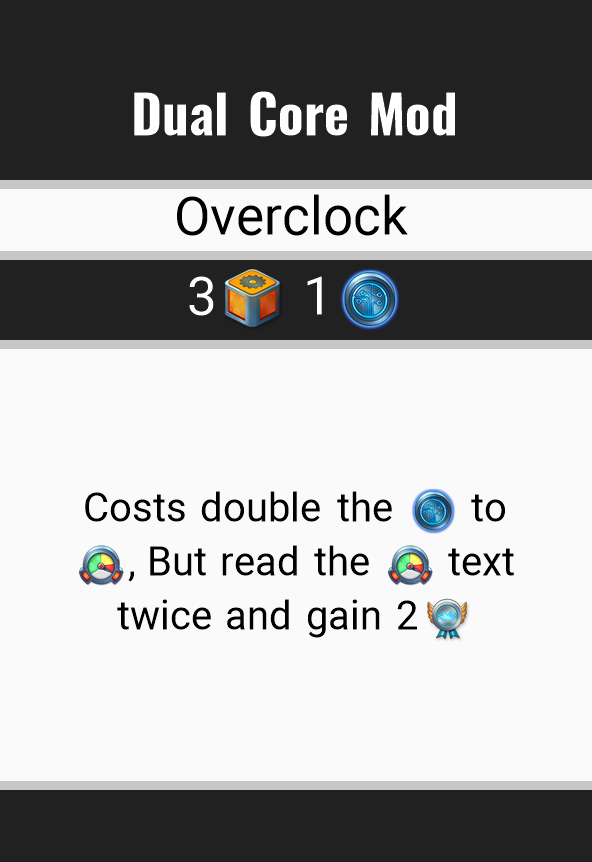 Dual Core Mod
Overclock
3 1
Costs double the to
, But read the text
twice and gain 2